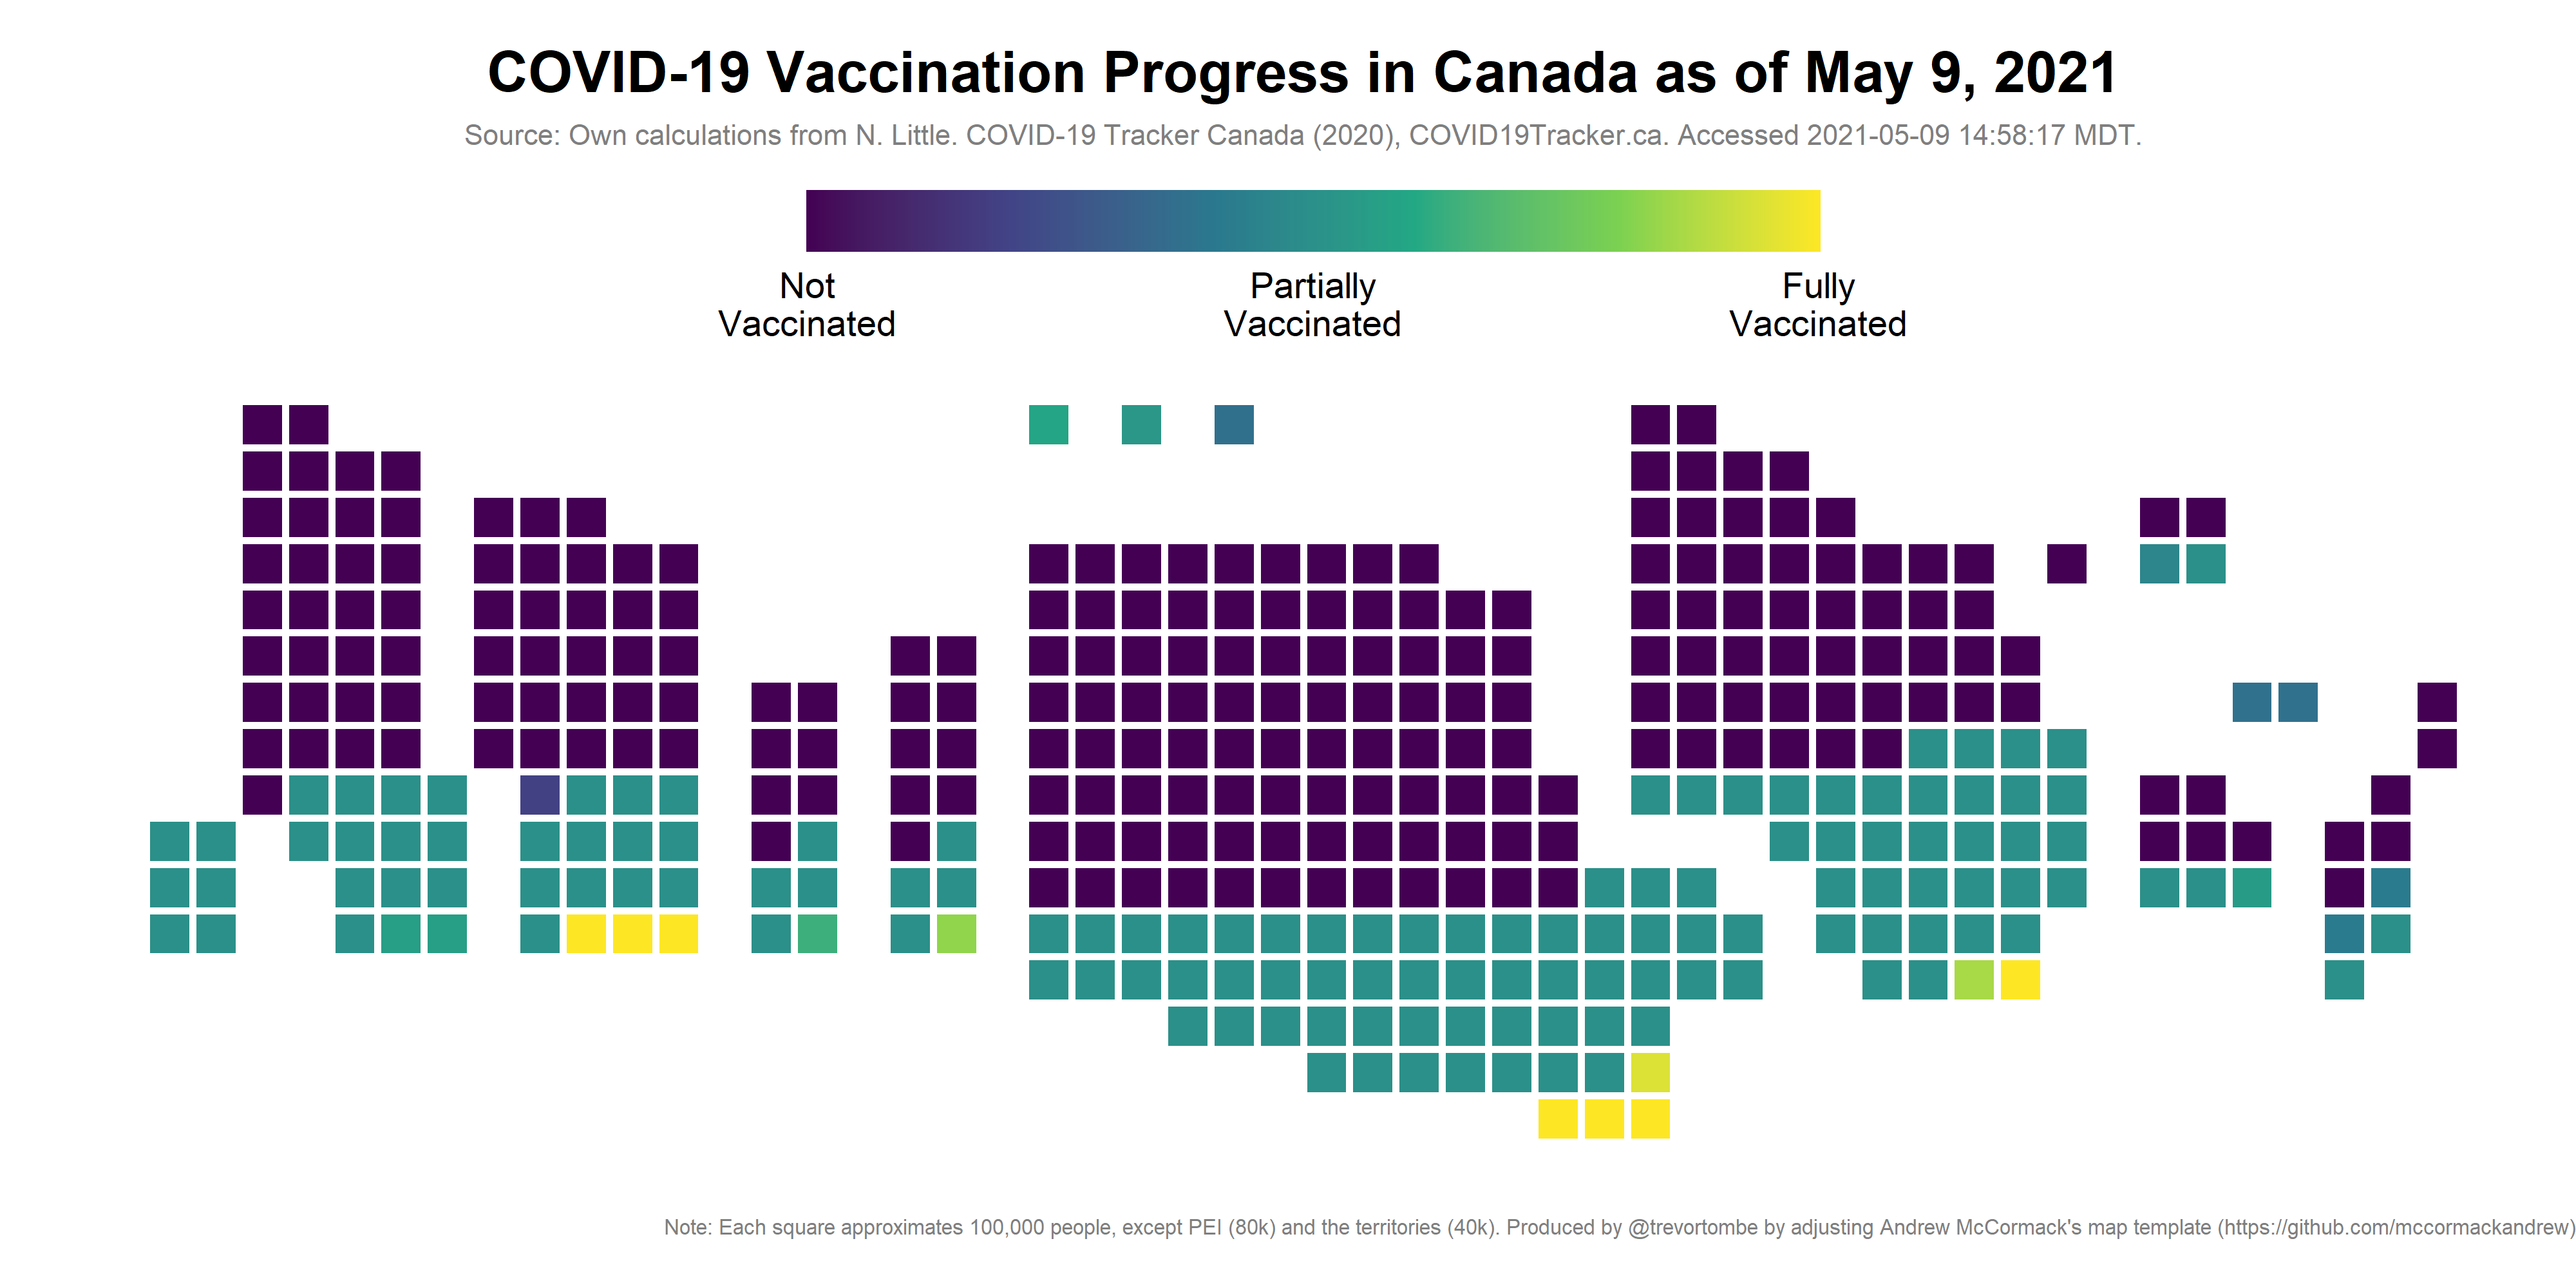 COVID-19 Vaccination Progress in Canada as of May 9, 2021
Source: Own calculations from N. Little. COVID-19 Tracker Canada (2020), COVID19Tracker.ca. Accessed 2021-05-09 14:58:17 MDT.
Not Vaccinated
Partially Vaccinated
Fully Vaccinated
Note: Each square approximates 100,000 people, except PEI (80k) and the territories (40k). Produced by @trevortombe by adjusting Andrew McCormack's map template (https://github.com/mccormackandrew)